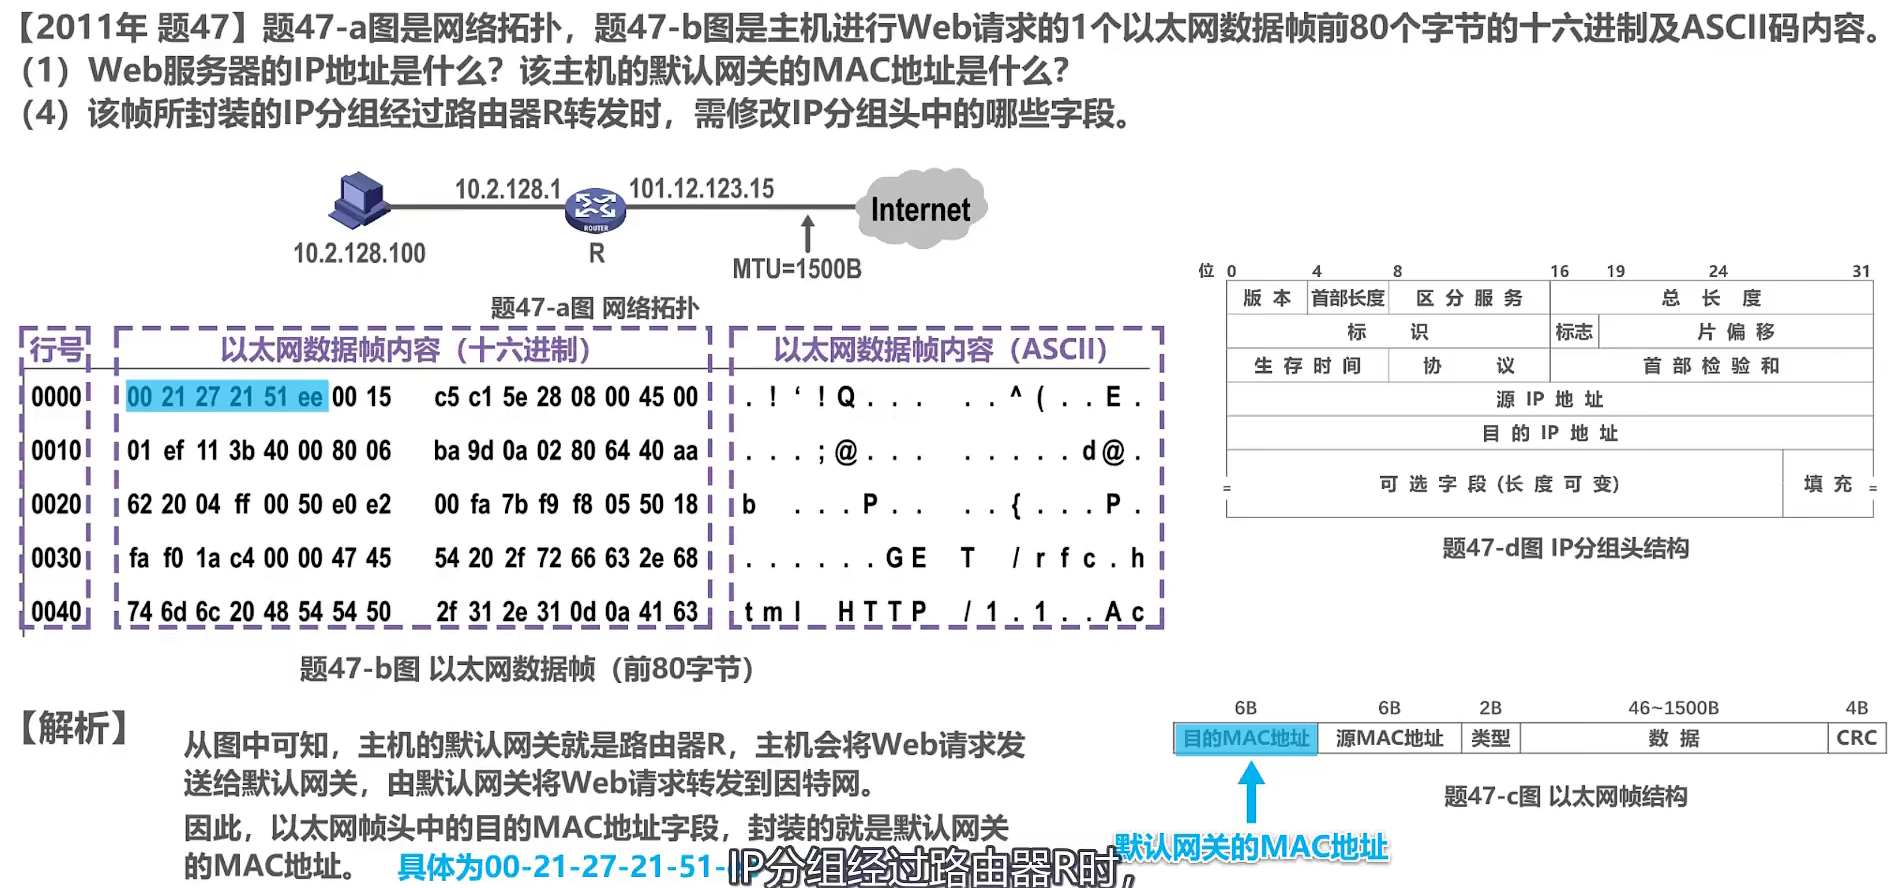 【2011年 题47】题47-a图是网络拓扑，题47-b图是主机进行Web请求的1个以太网数据帧前80个字节的十六进制及ASCII码内容。
（1）Web服务器的IP地址是什么？该主机的默认网关的MAC地址是什么？
（4）该帧所封装的IP分组经过路由器R转发时，需修改IP分组头中的哪些字段。
10.2.128.1
101.12.123.15
Internet
ROUTER
10.2.128.100
R
MTU=1500B
题47-a图 网络拓扑
行号 以太网数据帧内容（十六进制） 以太网数据帧内容（ASCII）
0000 00 21 27 21 51 ee 00 15 c5 c1 5e 28 08 00 45 00 . ! ‘ ! Q . . . . . ^ ( . . E .
0010 01 ef 11 3b 40 00 80 06 ba 9d 0a 02 80 64 40 aa . . . ; @ . . . . . . . . d @ .
0020 62 20 04 ff 00 50 e0 e2 00 fa 7b f9 f8 05 50 18 b . . . P . . . . { . . . P .
0030 fa f0 1a c4 00 00 47 45 54 20 2f 72 66 63 2e 68 . . . . . . G E T / r f c . h
0040 74 6d 6c 20 48 54 54 50 2f 31 2e 31 0d 0a 41 63 t m l H T T P / 1 . 1 . . A c
题47-b图 以太网数据帧（前80字节）
位 0 4 8 16 19 24 31
版本 首部长度 区分服务 总长度
标识 标志 片偏移
生存时间 协议 首部检验和
源IP地址
目的IP地址
可选字段(长度可变) 填充
题47-d图 IP分组头结构
【解析】
从图中可知，主机的默认网关就是路由器R，主机会将Web请求发
送给默认网关，由默认网关将Web请求转发到因特网。
因此，以太网帧头中的目的MAC地址字段，封装的就是默认网关
的MAC地址。 具体为00-21-27-21-51-
6B 6B 2B 46~1500B 4B
目的MAC地址 源MAC地址 类型 数据 CRC
题47-c图 以太网帧结构
默认网关的MAC地址
IP分组经过路由器R时，